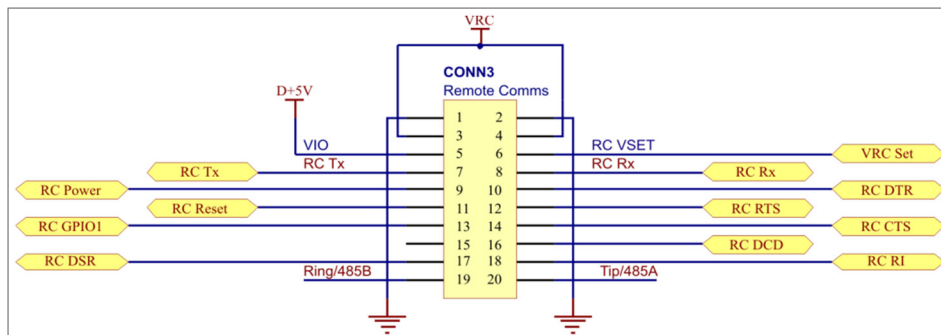 VRC
CONN3
Remote Comms
D+5V
1 2
3 4
VIO 5 6 RC VSET VRC Set
RC Tx RC Tx 7 8 RC Rx RC Rx
RC Power 9 10 RC DTR
RC Reset 11 12 RC RTS
RC GPIO1 13 14 RC CTS
15 16 RC DCD
RC DSR 17 18 RC RI
Ring/485B 19 20 Tip/485A